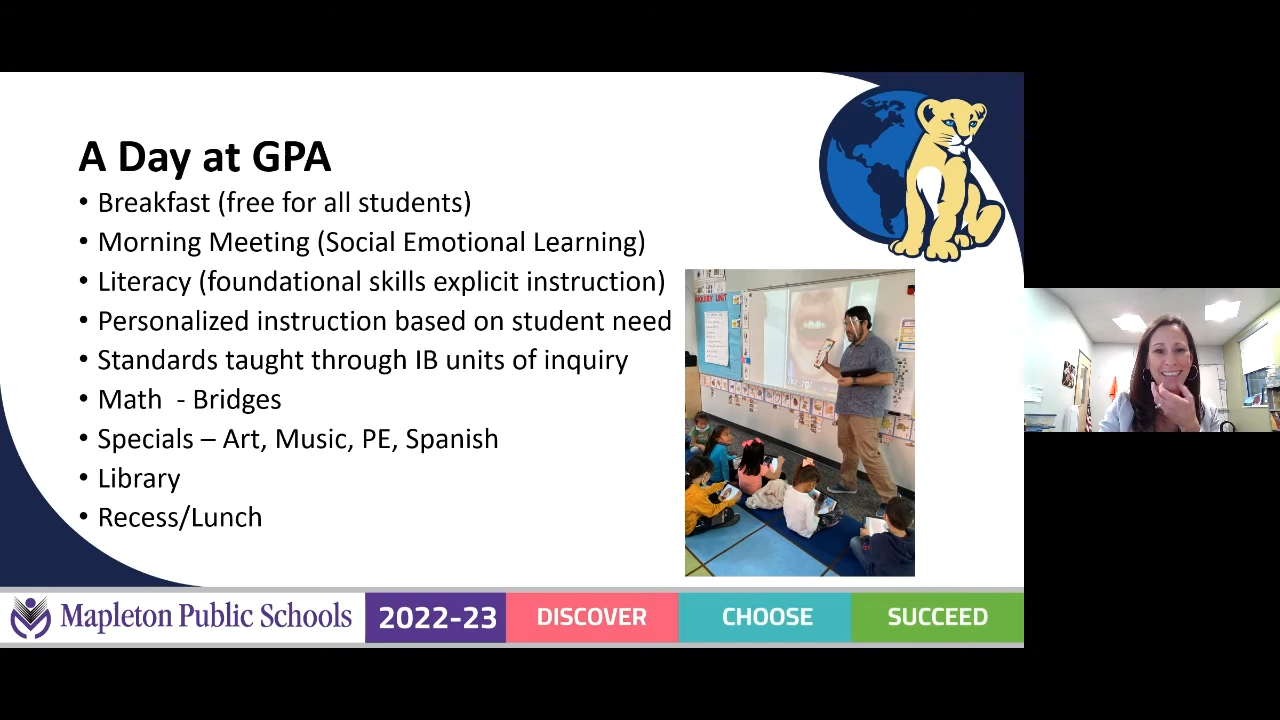 A Day at GPA
• Breakfast (free for all students)
• Morning Meeting (Social Emotional Learning)
• Literacy (foundational skills explicit instruction)
• Personalized instruction based on student need
• Standards taught through IB units of inquiry
• Math - Bridges
• Specials – Art, Music, PE, Spanish
• Library
• Recess/Lunch
Mapleton Public Schools
2022-23
DISCOVER
CHOOSE
SUCCEED